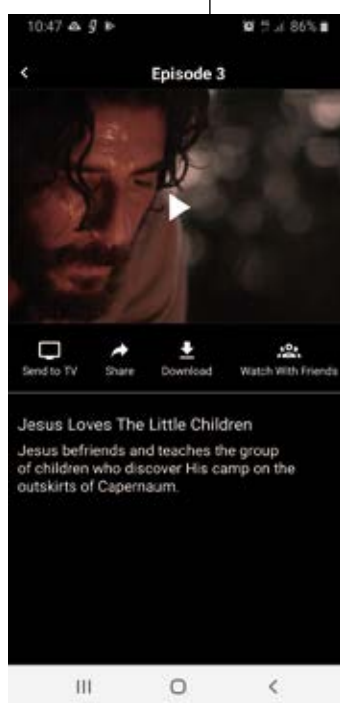 10:47
86%
Episode 3
Send to TV Share Download Watch With Friends
Jesus Loves The Little Children
Jesus befriends and teaches the group
of children who discover His camp on the
outskirts of Capernaum.